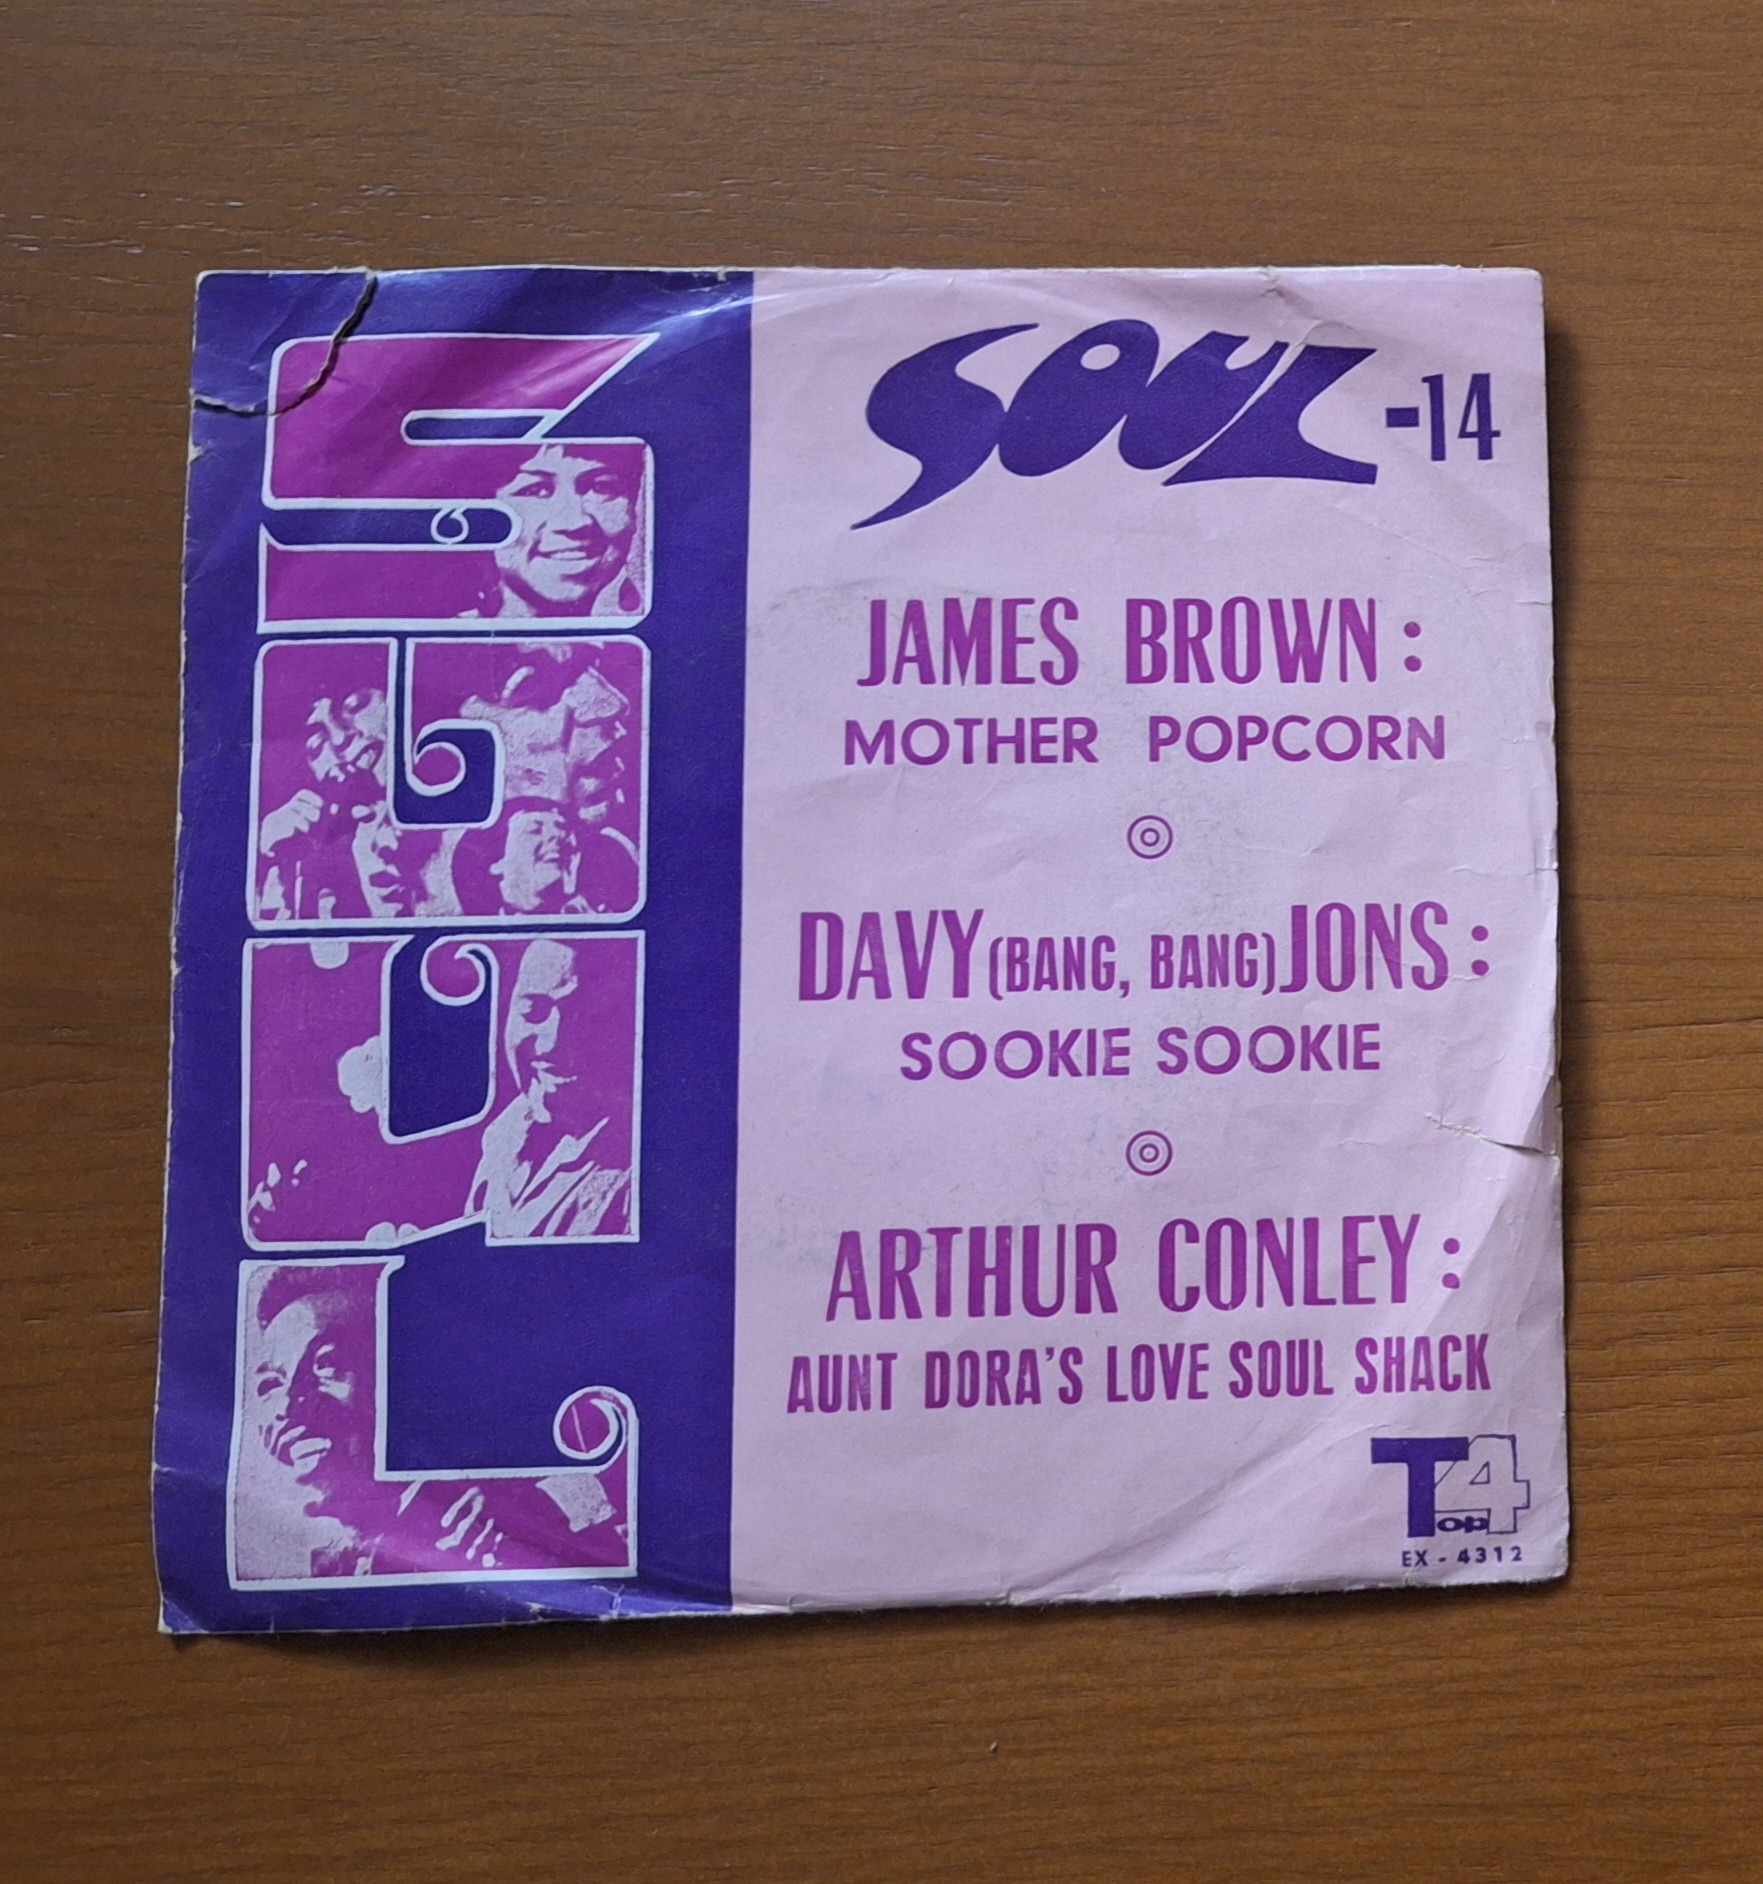 SOUL
SOUL -14
JAMES BROWN :
MOTHER POPCORN
DAVY (BANG, BANG) JONS :
SOOKIE SOOKIE
ARTHUR CONLEY :
AUNT DORA'S LOVE SOUL SHACK
Top 4
EX - 4312